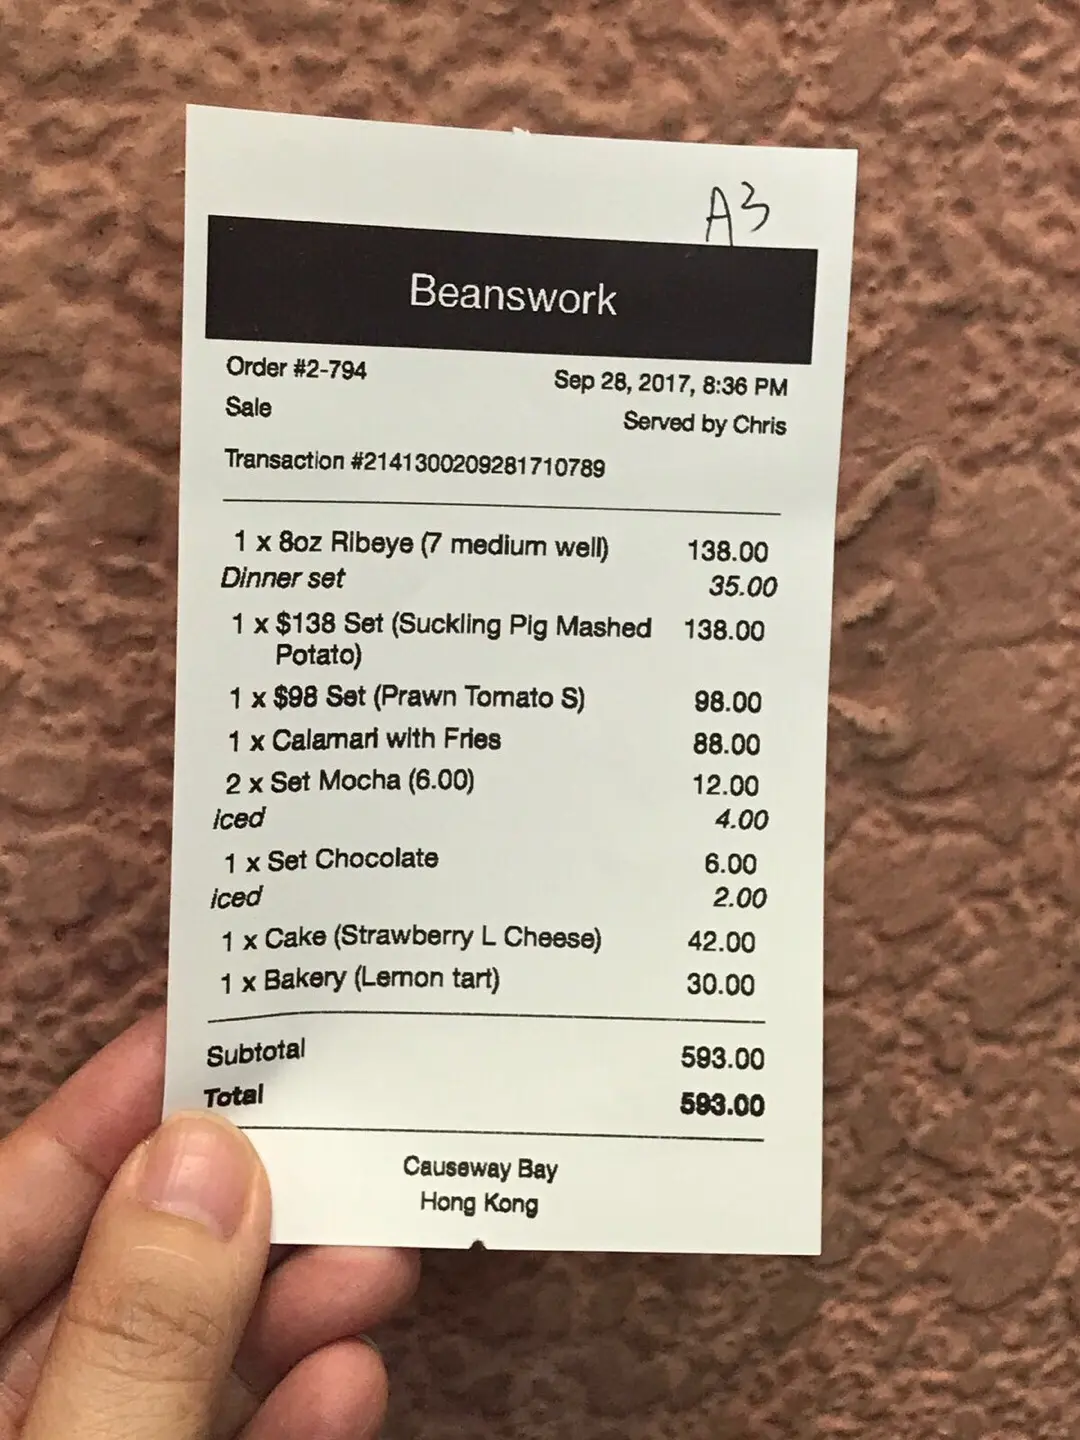 A3
Beanswork
Order #2-794
Sep 28, 2017, 8:36 PM
Sale
Served by Chris
Transaction #2141300209281710789
1 x 8oz Ribeye (7 medium well) 138.00
Dinner set 35.00
1 x $138 Set (Suckling Pig Mashed 138.00
Potato)
1 x $98 Set (Prawn Tomato S) 98.00
1 x Calamari with Fries 88.00
2 x Set Mocha (6.00) 12.00
iced 4.00
1 x Set Chocolate 6.00
iced 2.00
1 x Cake (Strawberry L Cheese) 42.00
1 x Bakery (Lemon tart) 30.00
Subtotal 593.00
Total 593.00
Causeway Bay
Hong Kong